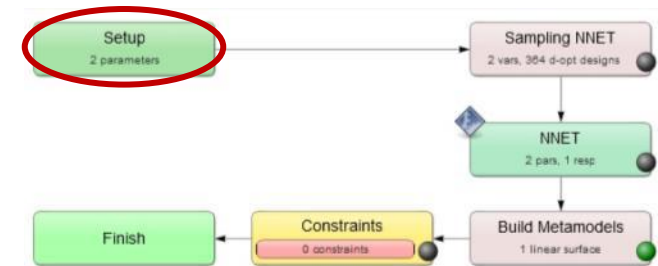 Setup
2 parameters
Sampling NNET
2 vars, 364 d-opt designs
NNET
2 pars, 1 resp
Build Metamodels
1 linear surface
Constraints
0 constraints
Finish